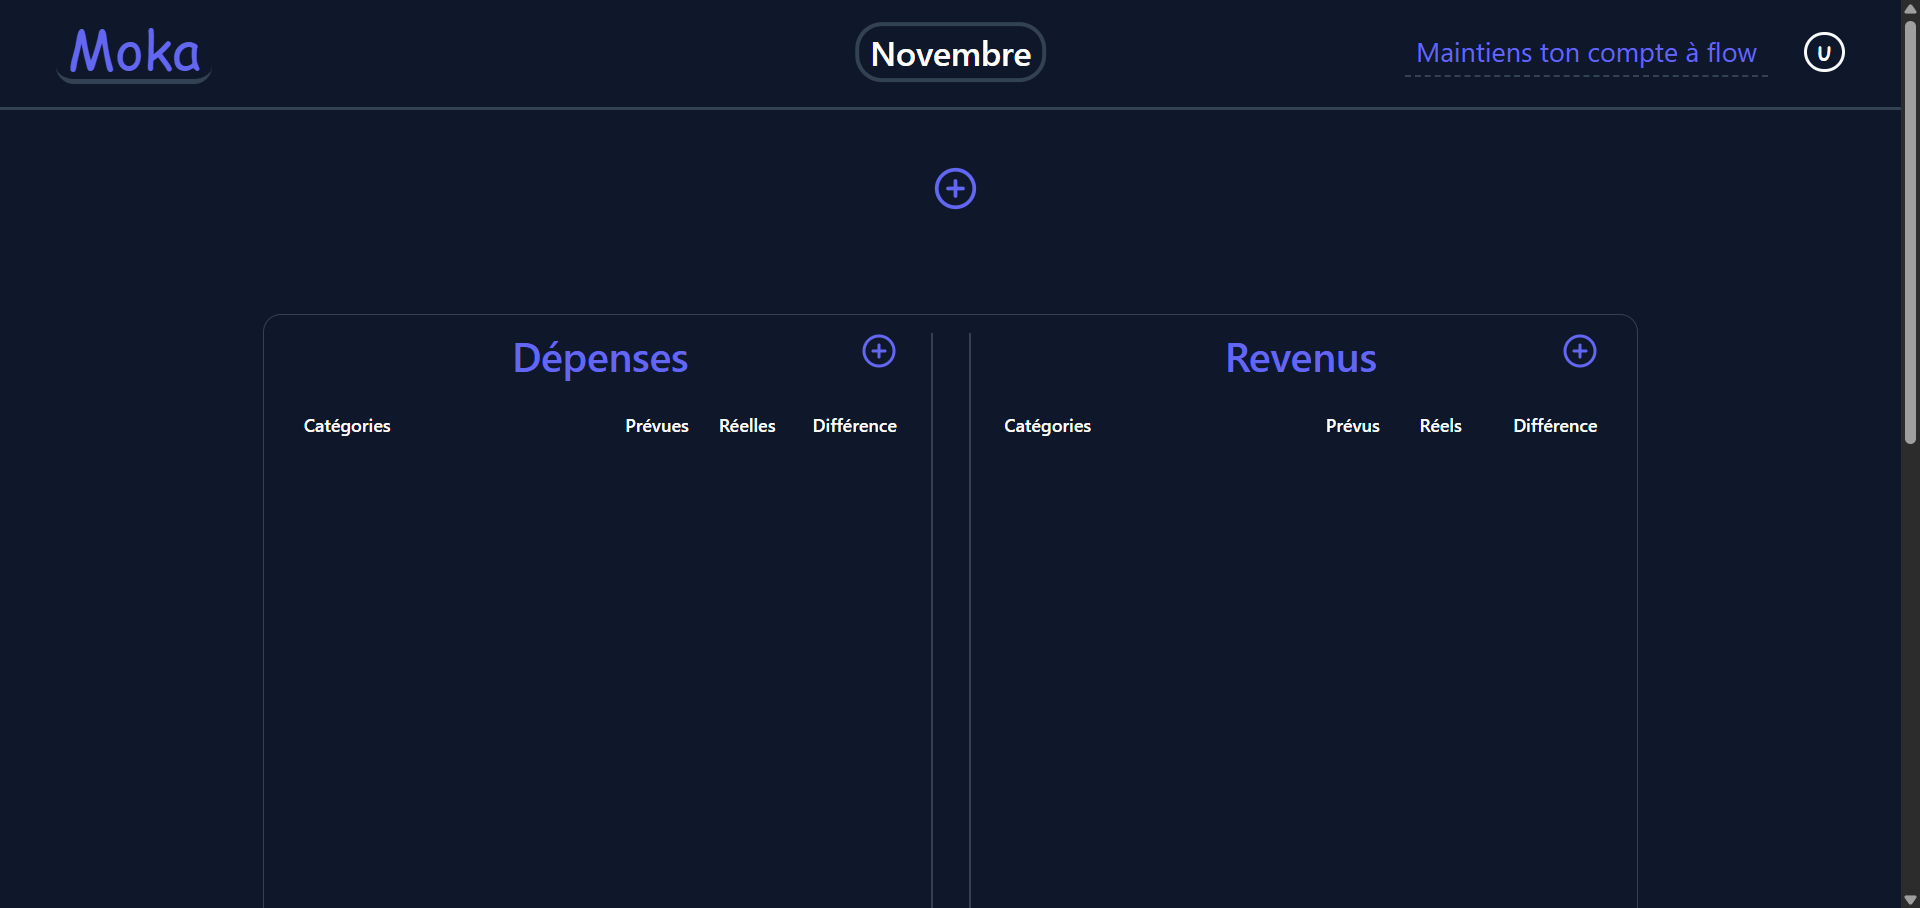 Moka
Novembre
Maintiens ton compte à flow
U
Dépenses
Catégories Prévues Réelles Différence
Revenus
Catégories Prévus Réels Différence